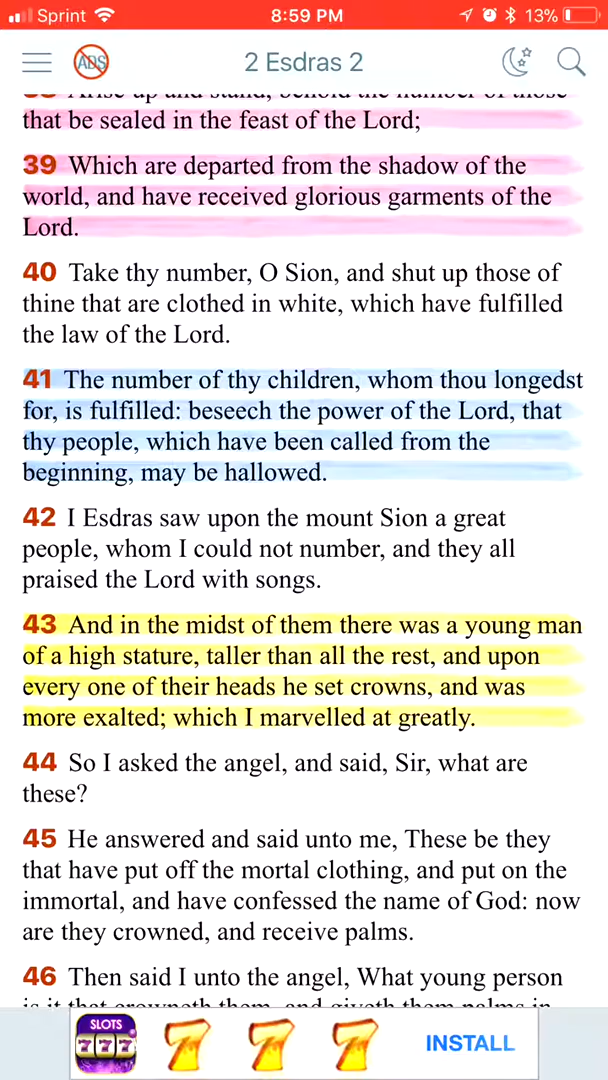 Sprint 8:59 PM 13%
ADS 2 Esdras 2
that be sealed in the feast of the Lord;
39 Which are departed from the shadow of the
world, and have received glorious garments of the
Lord.
40 Take thy number, O Sion, and shut up those of
thine that are clothed in white, which have fulfilled
the law of the Lord.
41 The number of thy children, whom thou longedst
for, is fulfilled: beseech the power of the Lord, that
thy people, which have been called from the
beginning, may be hallowed.
42 I Esdras saw upon the mount Sion a great
people, whom I could not number, and they all
praised the Lord with songs.
43 And in the midst of them there was a young man
of a high stature, taller than all the rest, and upon
every one of their heads he set crowns, and was
more exalted; which I marvelled at greatly.
44 So I asked the angel, and said, Sir, what are
these?
45 He answered and said unto me, These be they
that have put off the mortal clothing, and put on the
immortal, and have confessed the name of God: now
are they crowned, and receive palms.
46 Then said I unto the angel, What young person
SLOTS
777
7 7 7 INSTALL